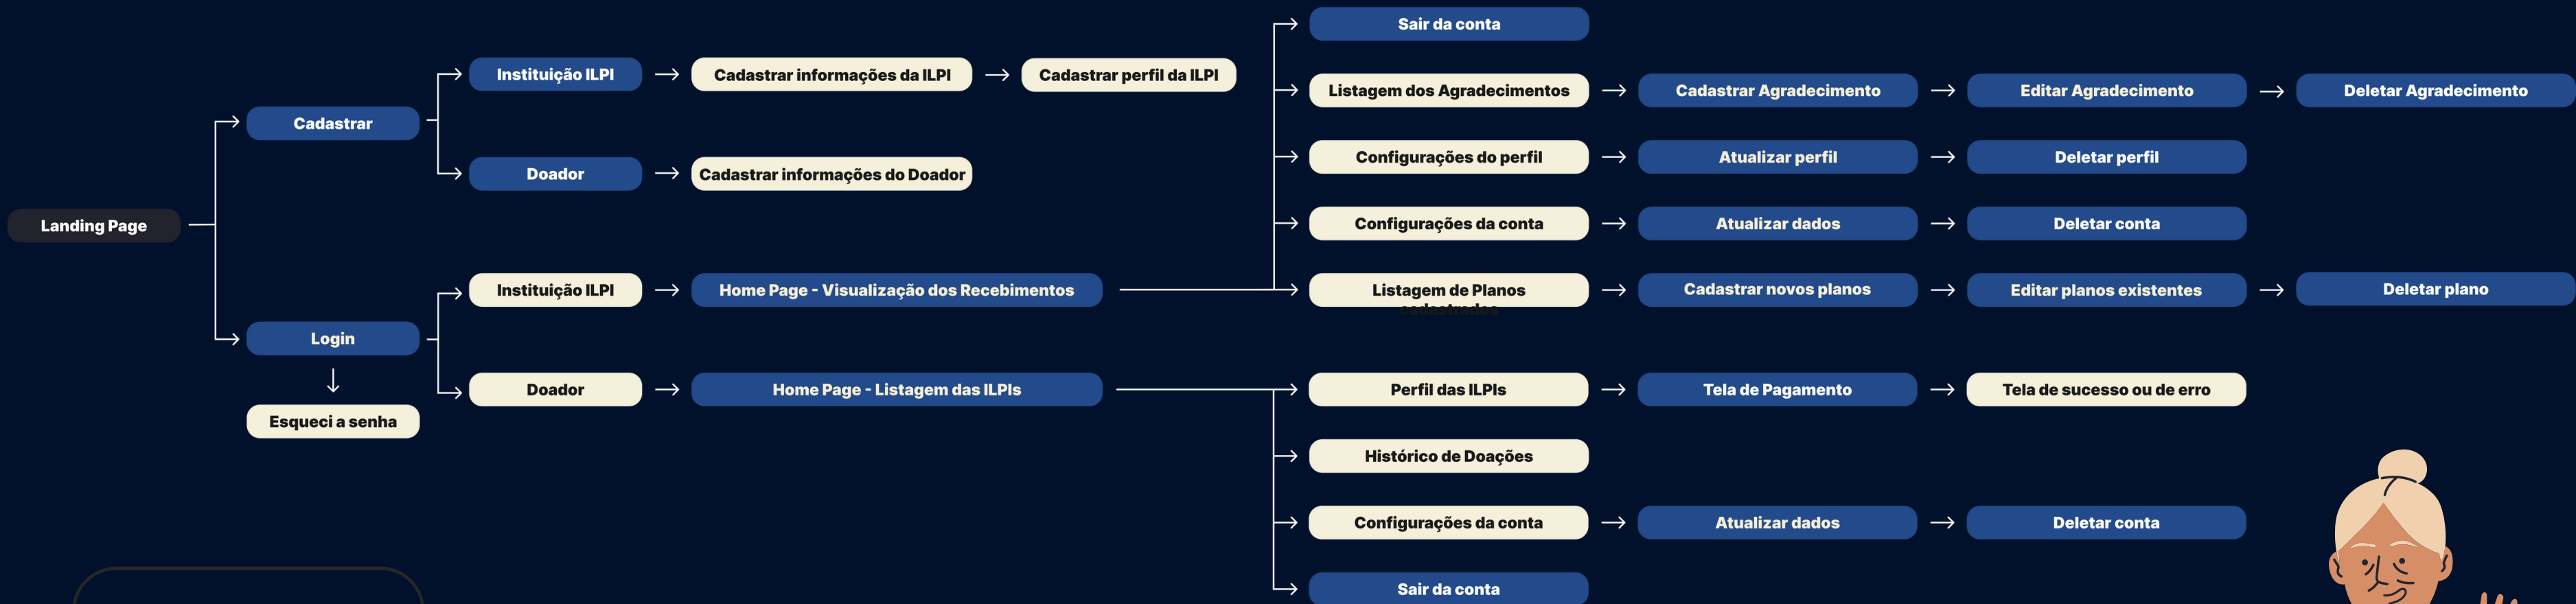 Landing Page
Cadastrar
Instituição ILPI
Cadastrar informações da ILPI
Cadastrar perfil da ILPI
Doador
Cadastrar informações do Doador
Login
Esqueci a senha
Instituição ILPI
Home Page - Visualização dos Recebimentos
Sair da conta
Listagem dos Agradecimentos
Cadastrar Agradecimento
Editar Agradecimento
Deletar Agradecimento
Configurações do perfil
Atualizar perfil
Deletar perfil
Configurações da conta
Atualizar dados
Deletar conta
Listagem de Planos
cadastrados
Cadastrar novos planos
Editar planos existentes
Deletar plano
Doador
Home Page - Listagem das ILPIs
Perfil das ILPIs
Tela de Pagamento
Tela de sucesso ou de erro
Histórico de Doações
Configurações da conta
Atualizar dados
Deletar conta
Sair da conta